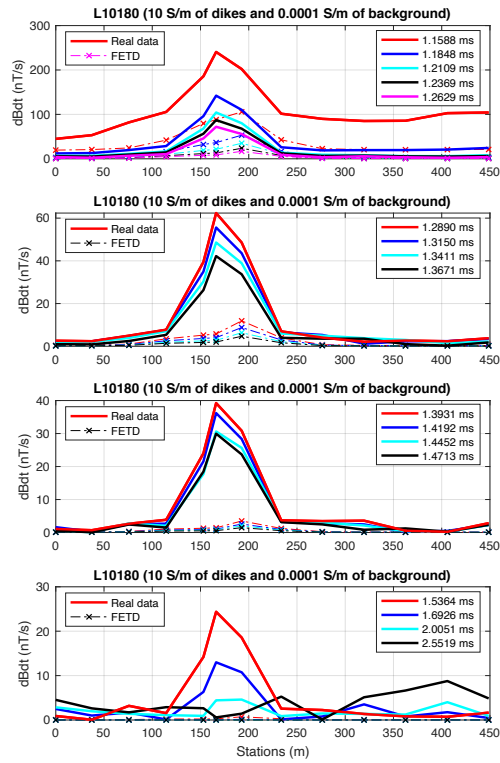 L10180 (10 S/m of dikes and 0.0001 S/m of background)
300
200
100
0
dBdt (nT/s)
Real data
FETD
1.1588 ms
1.1848 ms
1.2109 ms
1.2369 ms
1.2629 ms
0 50 100 150 200 250 300 350 400 450
L10180 (10 S/m of dikes and 0.0001 S/m of background)
60
40
20
0
dBdt (nT/s)
Real data
FETD
1.2890 ms
1.3150 ms
1.3411 ms
1.3671 ms
0 50 100 150 200 250 300 350 400 450
L10180 (10 S/m of dikes and 0.0001 S/m of background)
40
30
20
10
0
dBdt (nT/s)
Real data
FETD
1.3931 ms
1.4192 ms
1.4452 ms
1.4713 ms
0 50 100 150 200 250 300 350 400 450
L10180 (10 S/m of dikes and 0.0001 S/m of background)
30
20
10
0
dBdt (nT/s)
Real data
FETD
1.5364 ms
1.6926 ms
2.0051 ms
2.5519 ms
0 50 100 150 200 250 300 350 400 450
Stations (m)